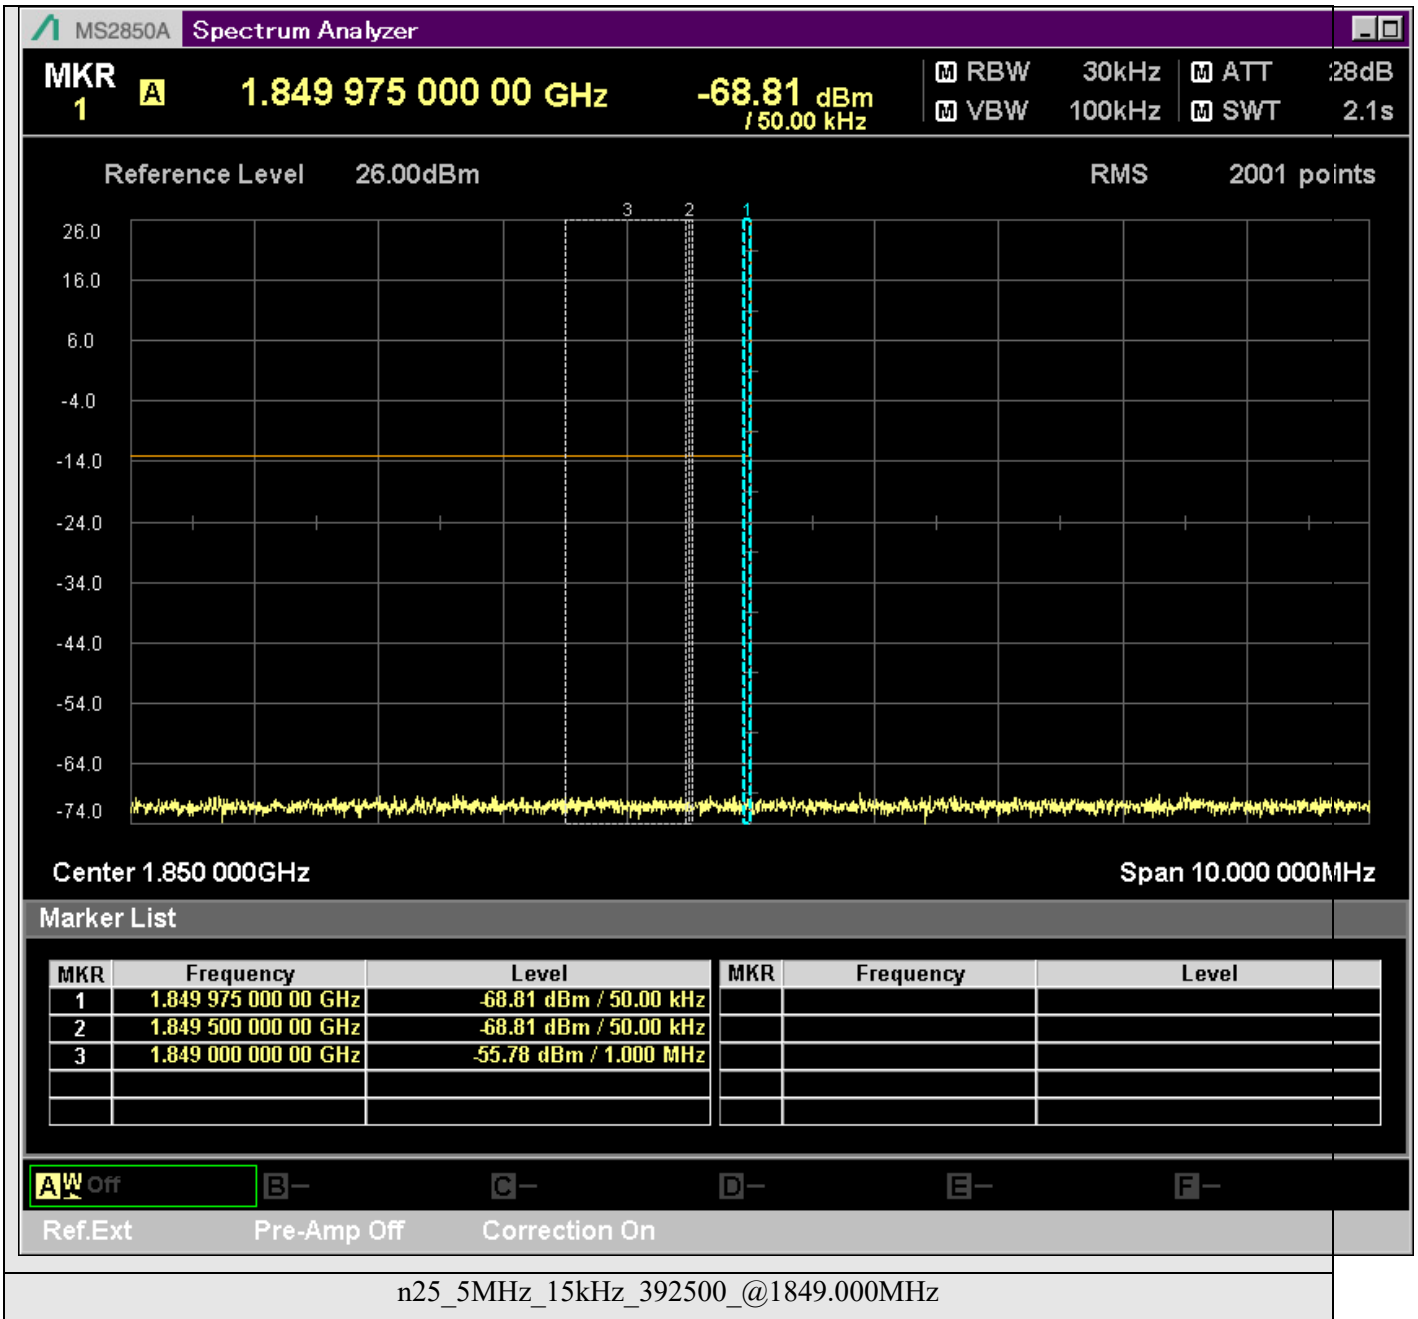 MS2850A Spectrum Analyzer
MKR 1 A 1.849 975 000 00 GHz -68.81 dBm / 50.00 kHz
M RBW 30kHz M ATT 28dB
M VBW 100kHz M SWT 2.1s
Reference Level 26.00dBm RMS 2001 points
3 2 1
26.0
16.0
6.0
-4.0
-14.0
-24.0
-34.0
-44.0
-54.0
-64.0
-74.0
Center 1.850 000GHz Span 10.000 000MHz
Marker List
MKR Frequency Level MKR Frequency Level
1 1.849 975 000 00 GHz -68.81 dBm / 50.00 kHz
2 1.849 500 000 00 GHz -68.81 dBm / 50.00 kHz
3 1.849 000 000 00 GHz -55.78 dBm / 1.000 MHz
A W Off B – C – D – E – F –
Ref.Ext Pre-Amp Off Correction On
n25_5MHz_15kHz_392500_@1849.000MHz